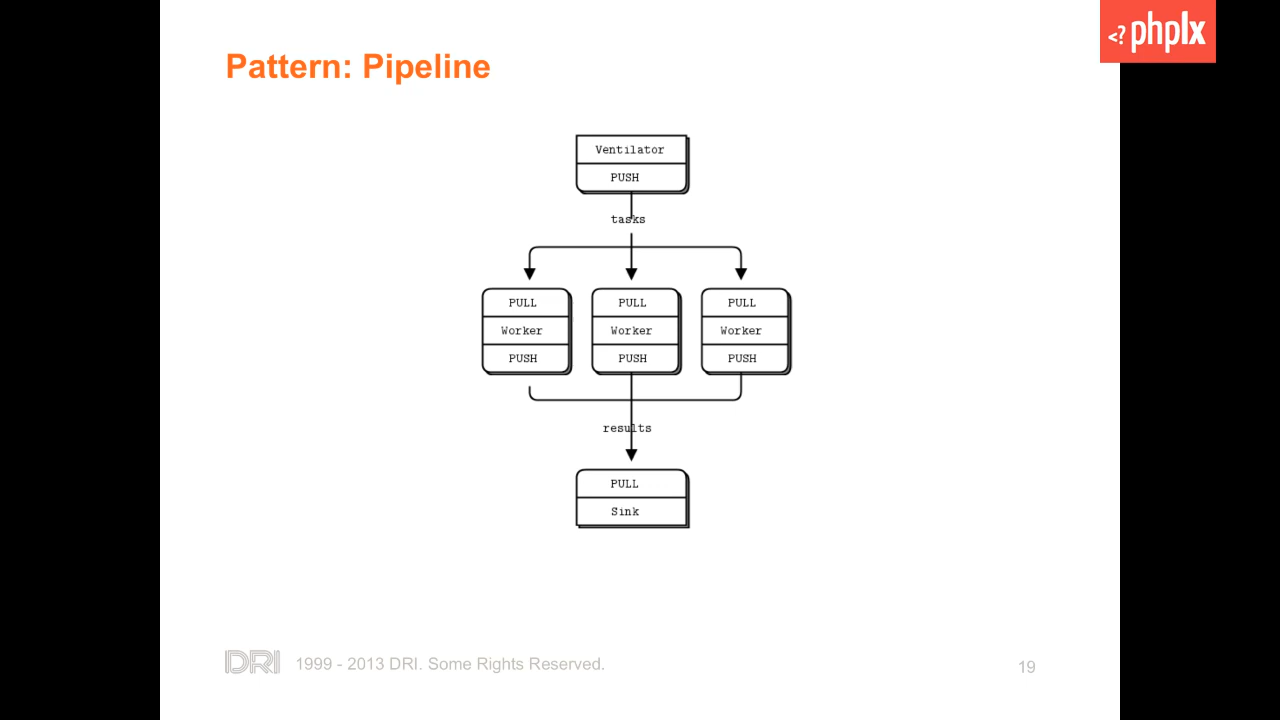 <? phplx
Pattern: Pipeline
Ventilator
PUSH
tasks
PULL PULL PULL
Worker Worker Worker
PUSH PUSH PUSH
results
PULL
Sink
DRI 1999 - 2013 DRI. Some Rights Reserved. 19